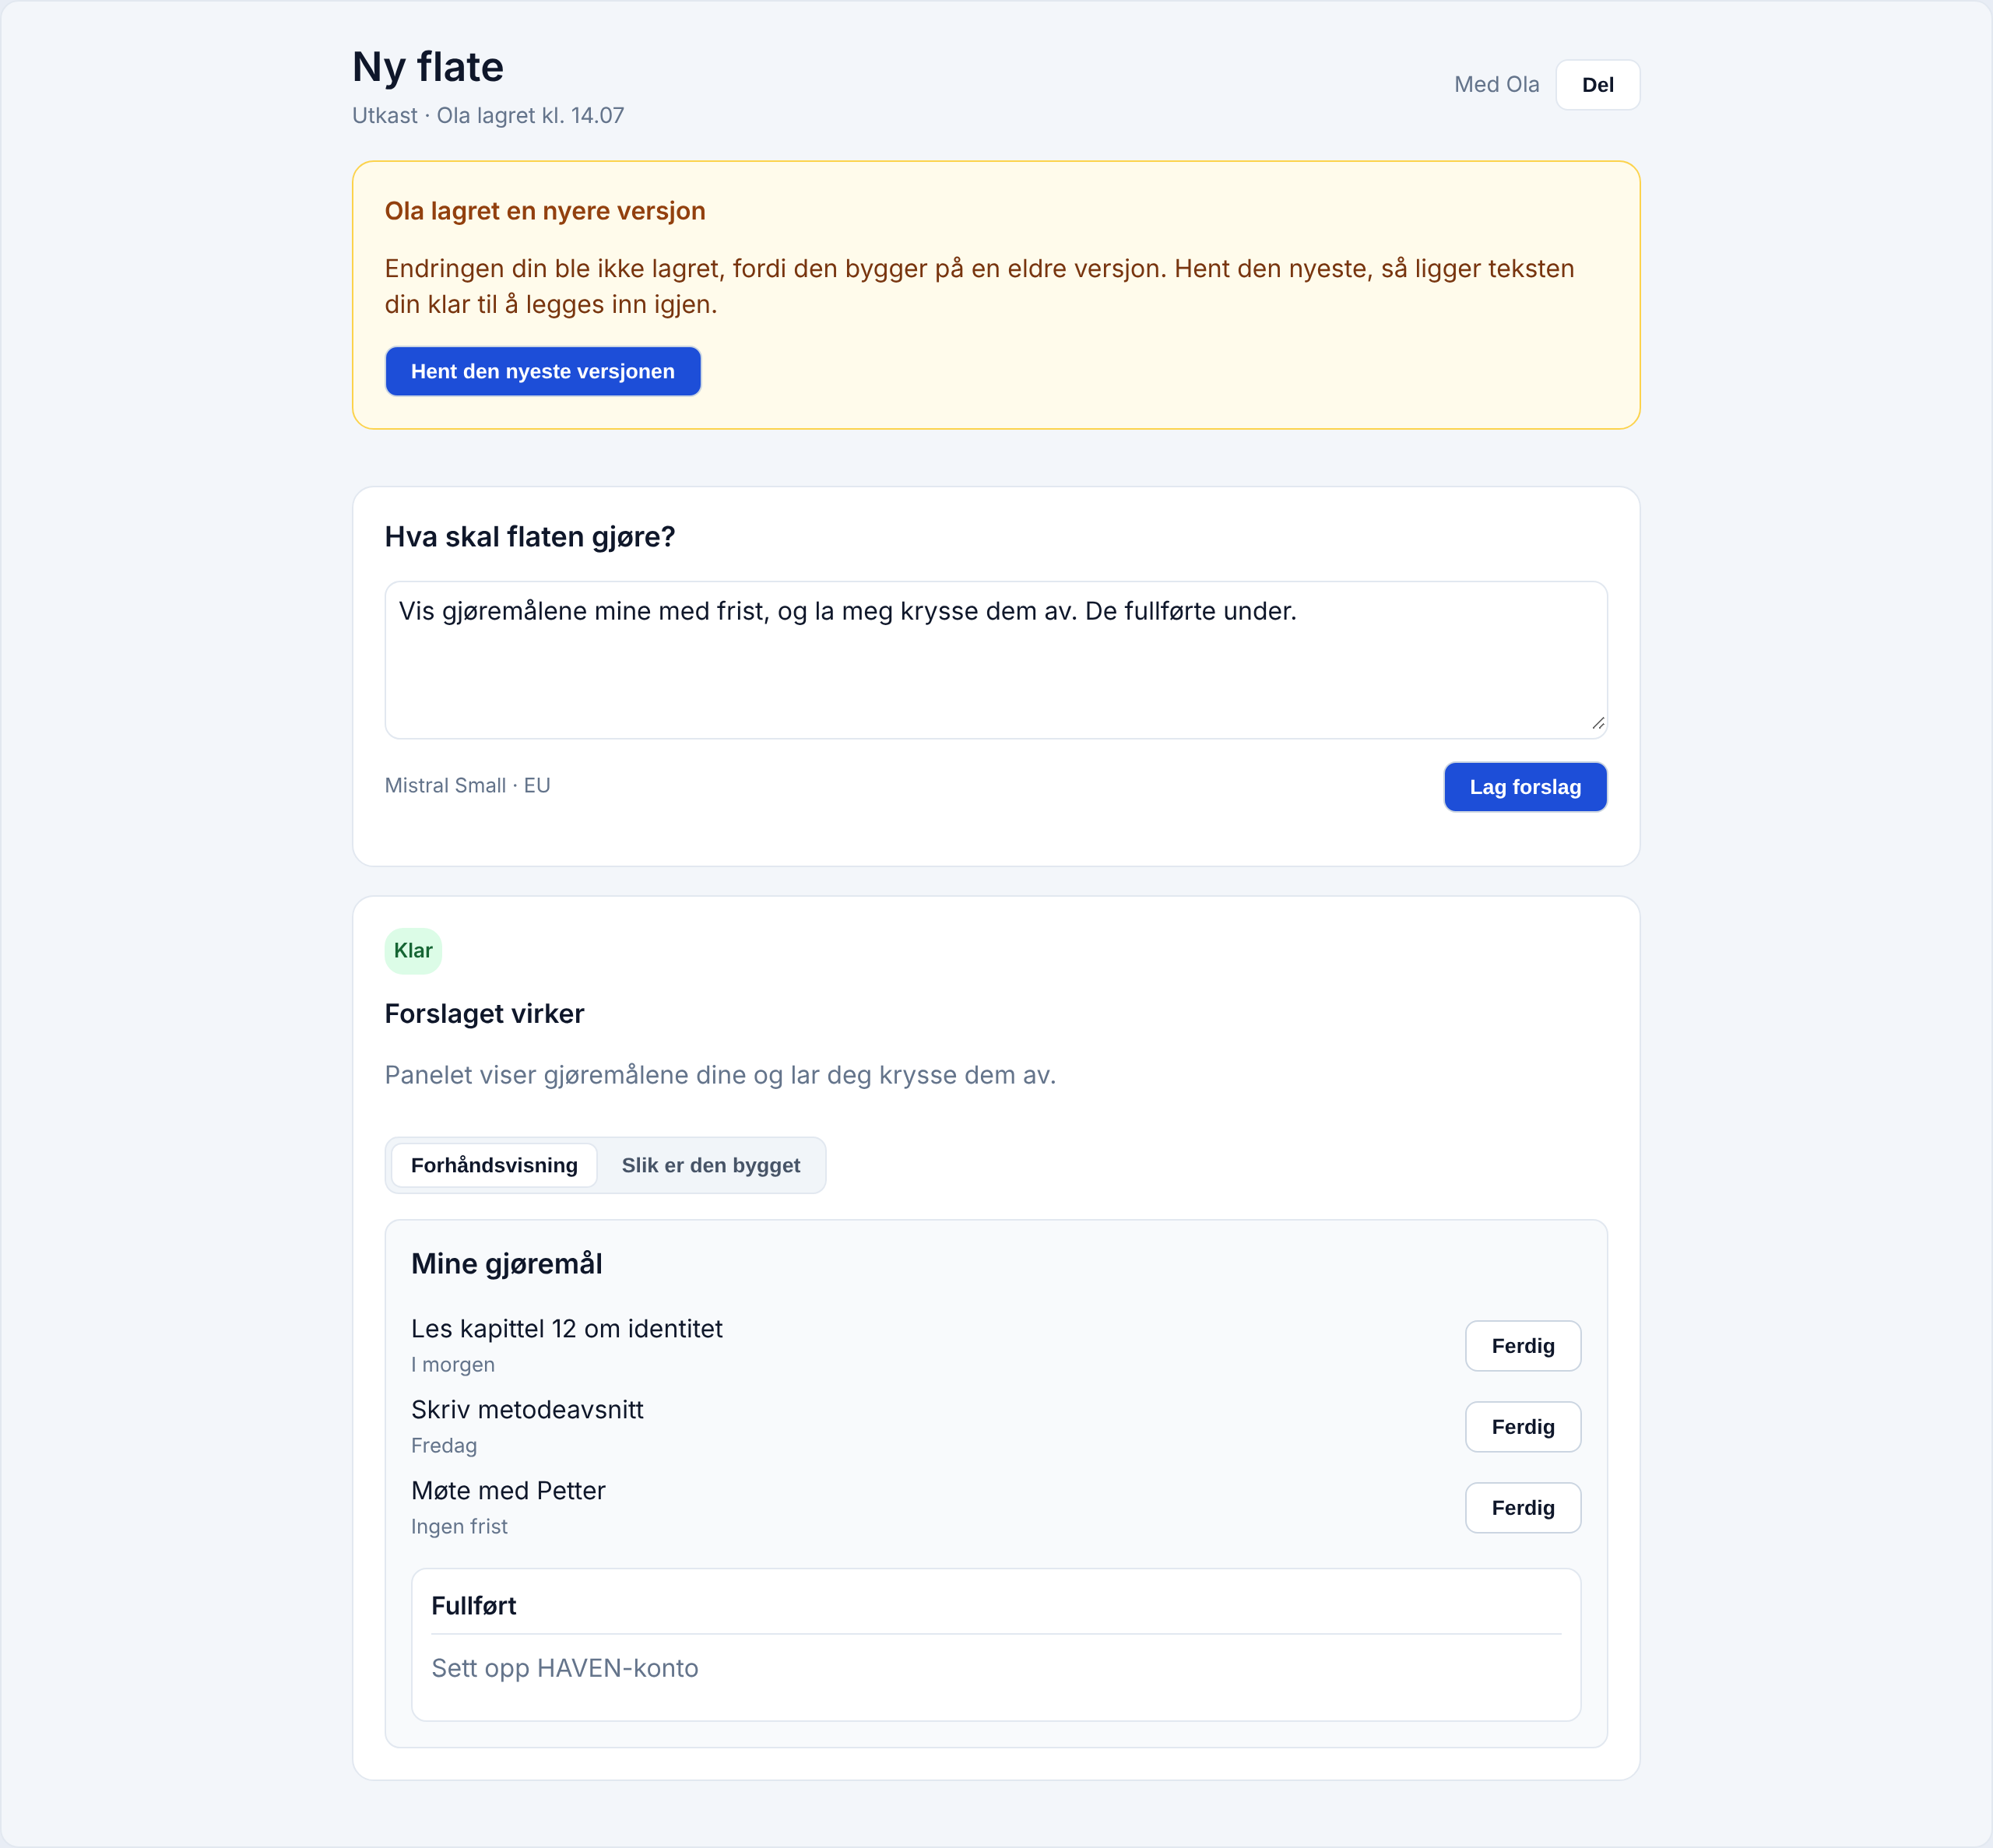 Ny flate
Utkast · Ola lagret kl. 14.07
Med Ola
Del
Ola lagret en nyere versjon
Endringen din ble ikke lagret, fordi den bygger på en eldre versjon. Hent den nyeste, så ligger teksten
din klar til å legges inn igjen.
Hent den nyeste versjonen
Hva skal flaten gjøre?
Vis gjøremålene mine med frist, og la meg krysse dem av. De fullførte under.
Mistral Small · EU
Lag forslag
Klar
Forslaget virker
Panelet viser gjøremålene dine og lar deg krysse dem av.
Forhåndsvisning
Slik er den bygget
Mine gjøremål
Les kapittel 12 om identitet
I morgen
Ferdig
Skriv metodeavsnitt
Fredag
Ferdig
Møte med Petter
Ingen frist
Ferdig
Fullført
Sett opp HAVEN-konto